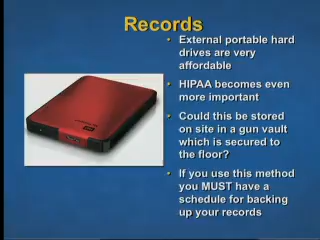 Records
• External portable hard
drives are very
affordable
• HIPAA becomes even
more important
• Could this be stored
on site in a gun vault
which is secured to
the floor?
• If you use this method
you MUST have a
schedule for backing
up your records